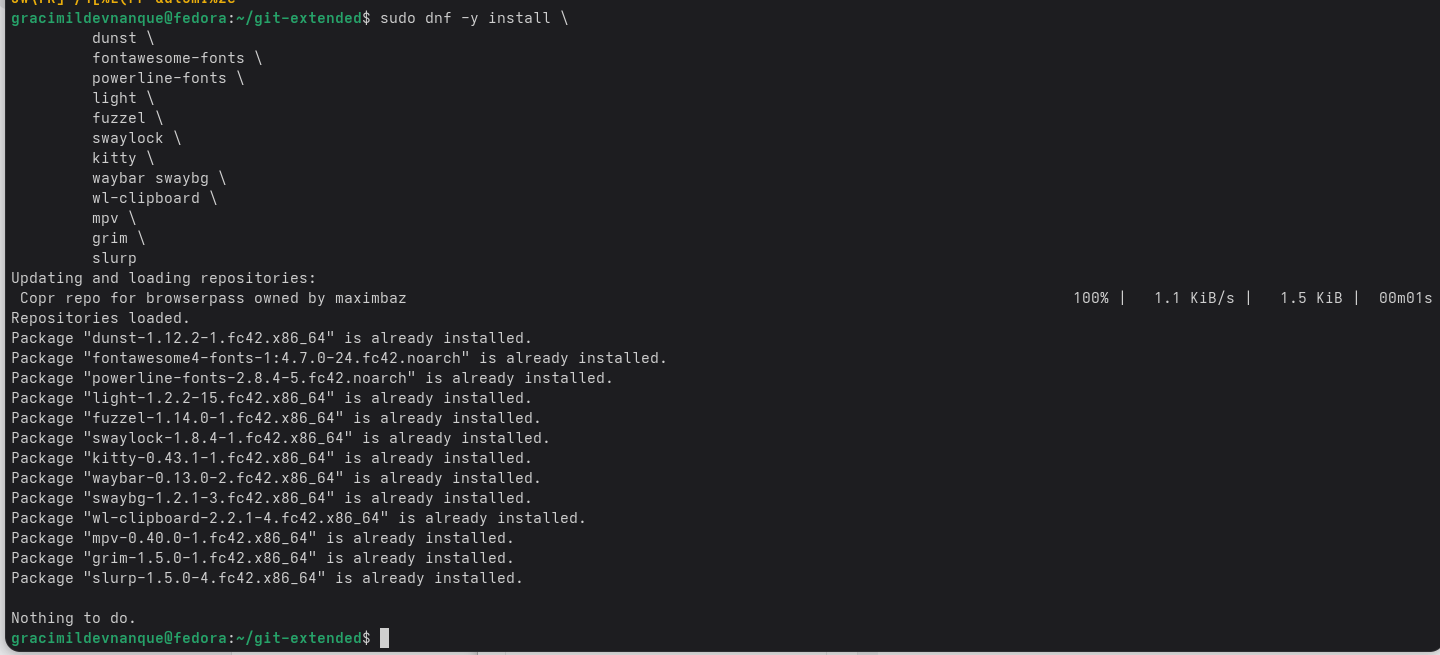 gracimildevnanque@fedora:~/git-extended$ sudo dnf -y install \
dunst \
fontawesome-fonts \
powerline-fonts \
light \
fuzzel \
swaylock \
kitty \
waybar swaybg \
wl-clipboard \
mpv \
grim \
slurp
Updating and loading repositories:
Copr repo for browserpass owned by maximbaz 100% | 1.1 KiB/s | 1.5 KiB | 00m01s
Repositories loaded.
Package "dunst-1.12.2-1.fc42.x86_64" is already installed.
Package "fontawesome4-fonts-1:4.7.0-24.fc42.noarch" is already installed.
Package "powerline-fonts-2.8.4-5.fc42.noarch" is already installed.
Package "light-1.2.2-15.fc42.x86_64" is already installed.
Package "fuzzel-1.14.0-1.fc42.x86_64" is already installed.
Package "swaylock-1.8.4-1.fc42.x86_64" is already installed.
Package "kitty-0.43.1-1.fc42.x86_64" is already installed.
Package "waybar-0.13.0-2.fc42.x86_64" is already installed.
Package "swaybg-1.2.1-3.fc42.x86_64" is already installed.
Package "wl-clipboard-2.2.1-4.fc42.x86_64" is already installed.
Package "mpv-0.40.0-1.fc42.x86_64" is already installed.
Package "grim-1.5.0-1.fc42.x86_64" is already installed.
Package "slurp-1.5.0-4.fc42.x86_64" is already installed.
Nothing to do.
gracimildevnanque@fedora:~/git-extended$